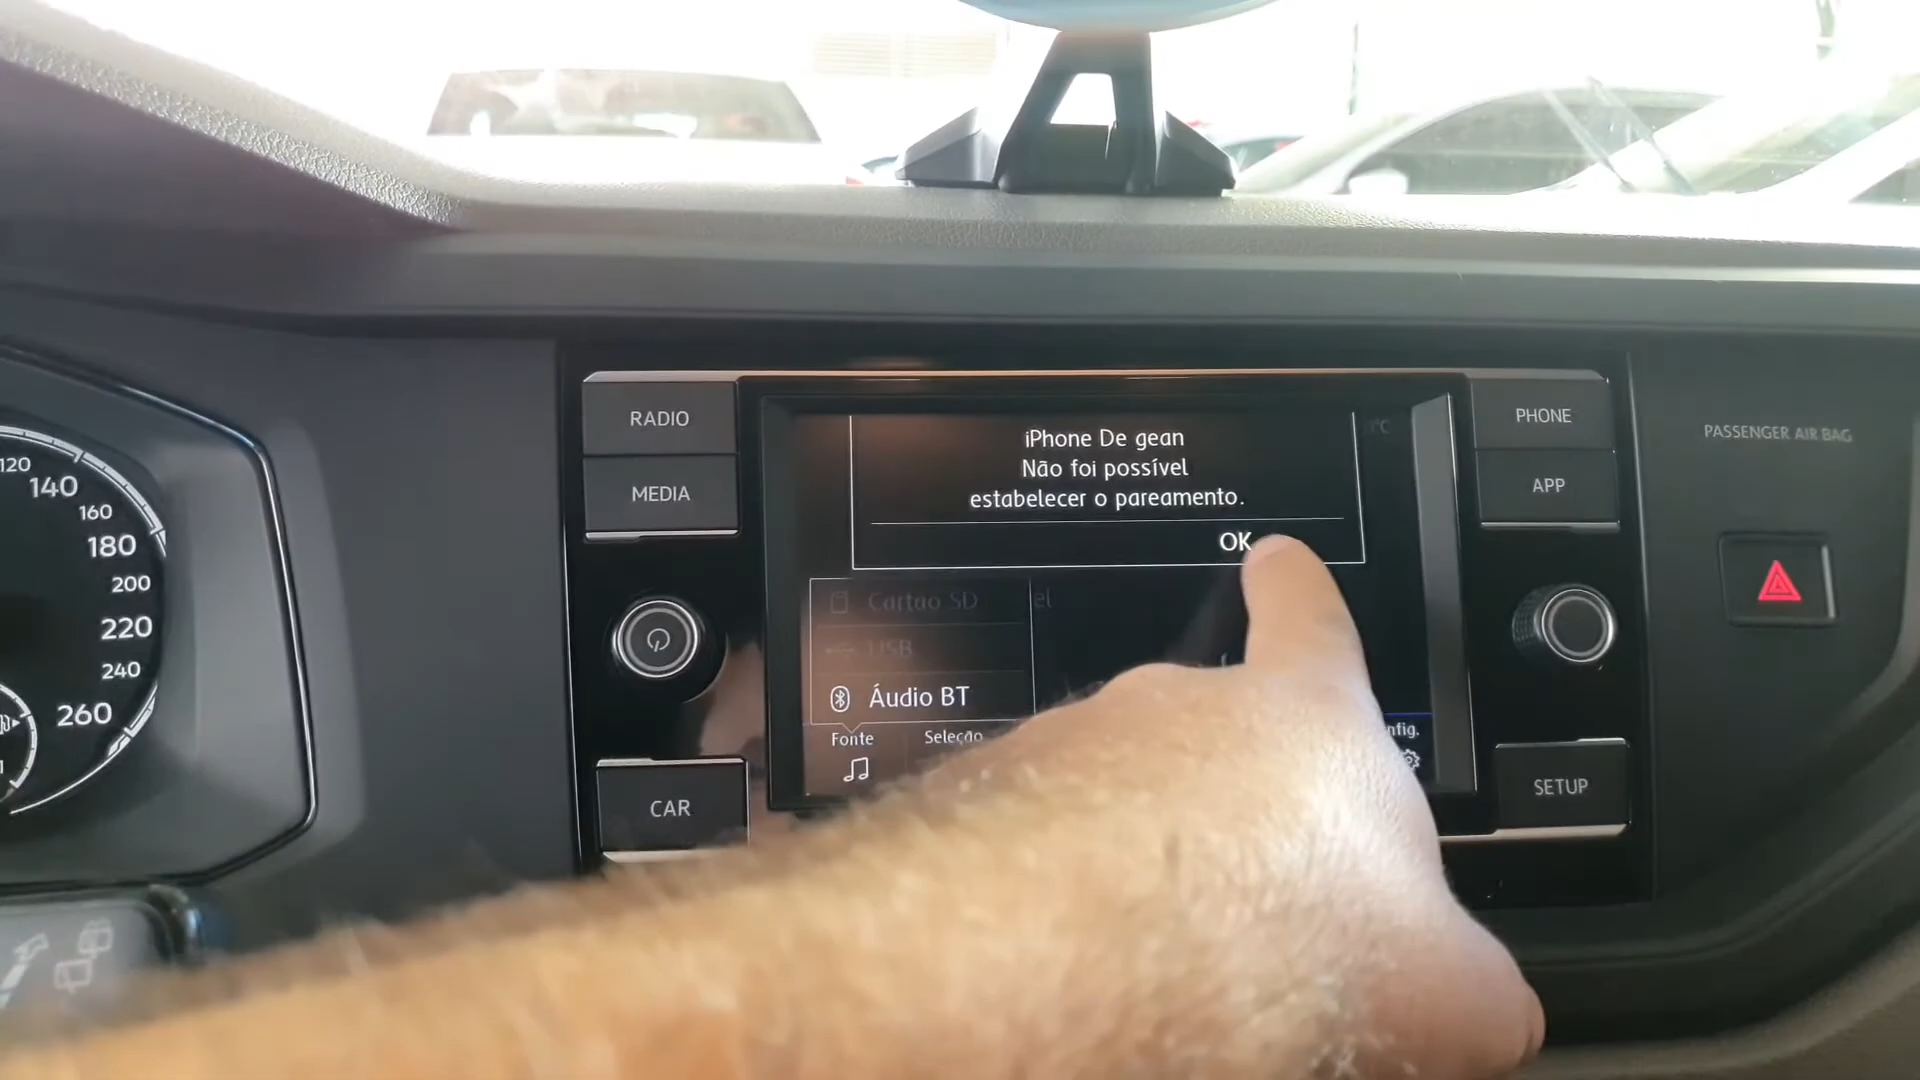 120
140
160
180
200
220
240
260
RADIO
MEDIA
CAR
iPhone De gean
Não foi possível
estabelecer o pareamento.
OK
Cartão SD
USB
Áudio BT
Fonte
Seleção
PHONE
APP
SETUP
PASSENGER AIR BAG